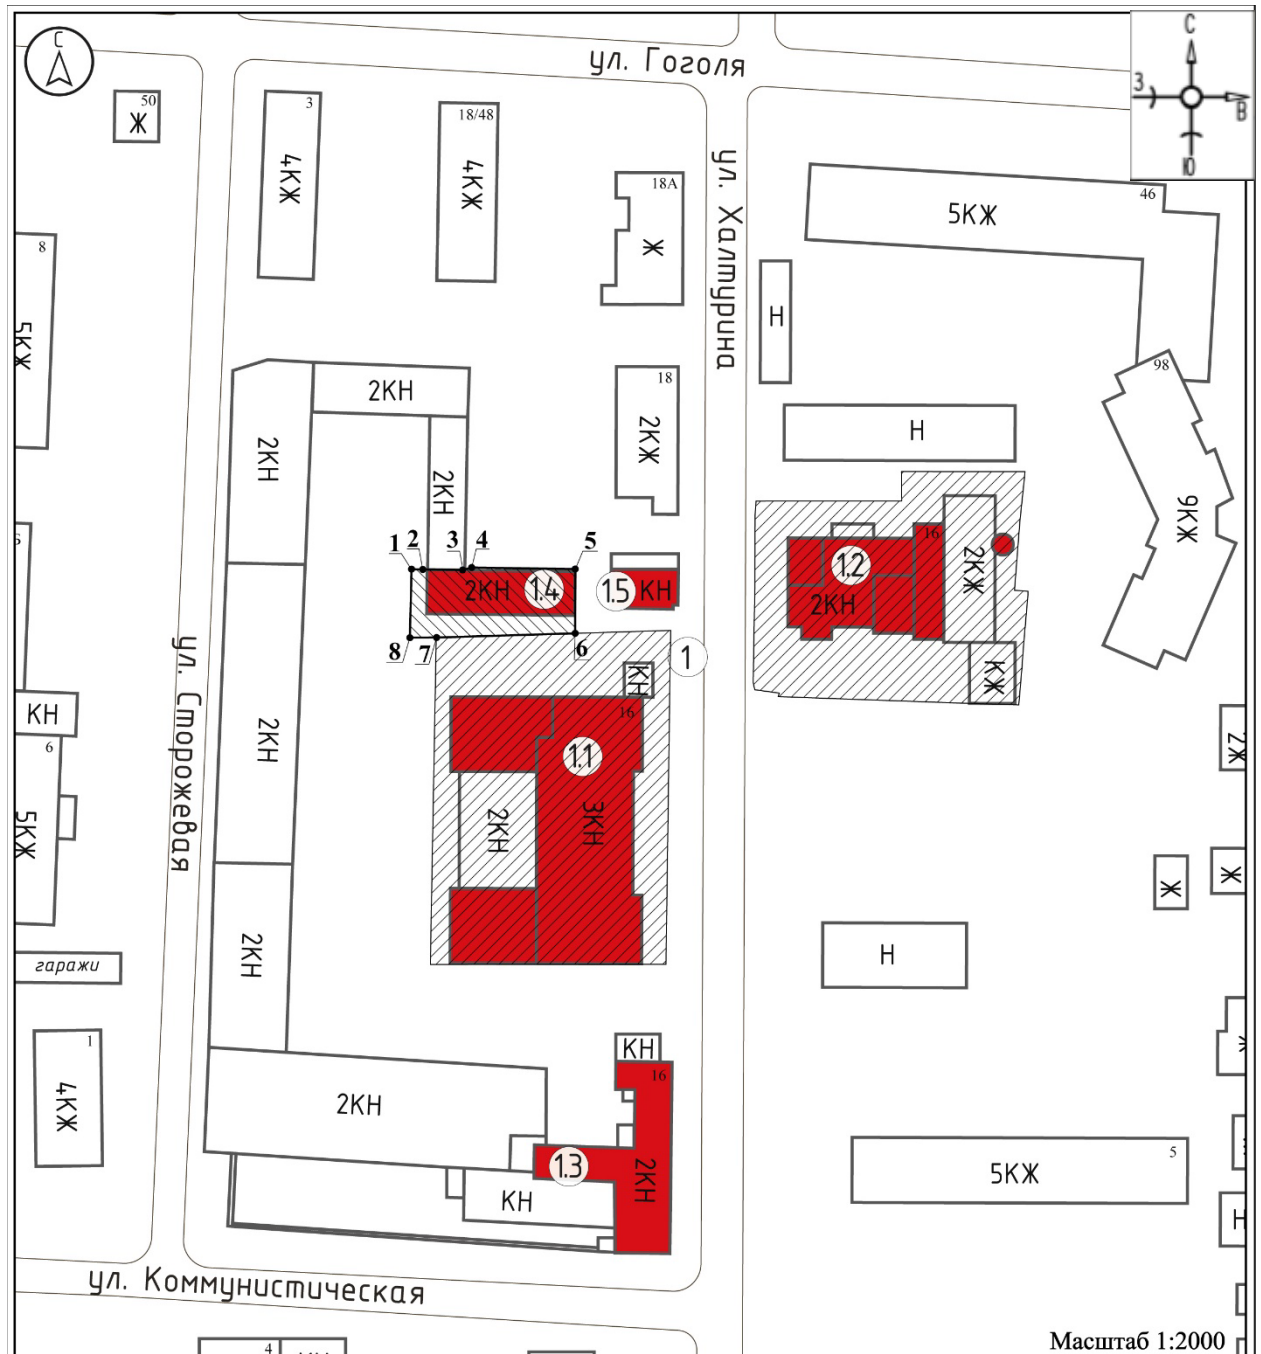 С
ул. Гоголя
С
З
В
Ю
50
Ж
3
4КЖ
18/48
4КЖ
18А
Ж
ул. Халтурина
46
5КЖ
8
5КЖ
Н
98
9КЖ
2КН
18
2КЖ
Н
2КН
2КН
1
2
3
4
5
2КН
1.4
1.5
КН
16
1.2
2КН
2КЖ
КЖ
8
7
6
1
КН
ул. Сторожевая
КН
6
5КЖ
2КН
16
1.1
2КН
3КН
2Ж
Ж
Ж
гаражи
2КН
Н
1
4КЖ
КН
16
2КН
1.3
2КН
КН
5
5КЖ
Н
ул. Коммунистическая
4
Масштаб 1:2000